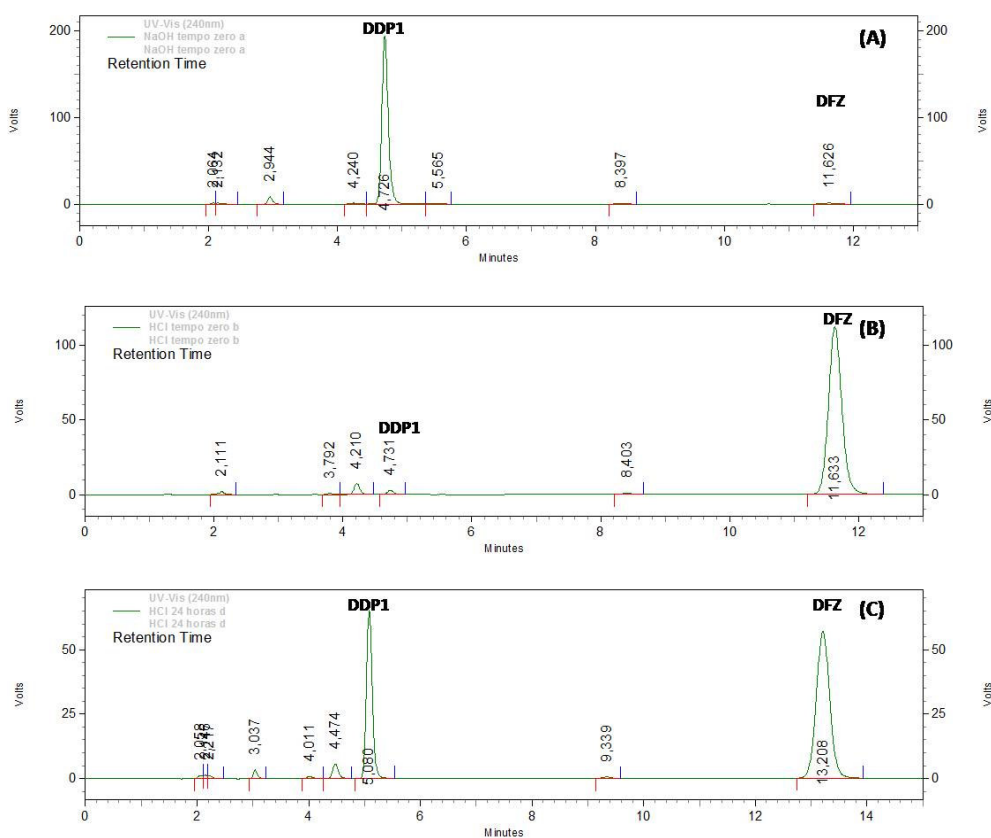 UV-Vis (240nm)
NaOH tempo zero a
NaOH tempo zero a
Retention Time
DDP1
(A)
DFZ
200
100
0
Volts
2,132
2,944
4,240
4,726
5,565
8,397
11,626
200
100
0
Volts
0 2 4 6 8 10 12
Minutes
UV-Vis (240nm)
HCl tempo zero b
HCl tempo zero b
Retention Time
DFZ
(B)
DDP1
100
50
0
Volts
2,111
3,792
4,210
4,731
8,403
11,633
100
50
0
Volts
0 2 4 6 8 10 12
Minutes
UV-Vis (240nm)
HCl 24 horas d
HCl 24 horas d
Retention Time
DDP1
DFZ
(C)
50
25
0
Volts
2,058
3,037
4,011
4,474
5,080
9,339
13,208
50
25
0
Volts
0 2 4 6 8 10 12 14
Minutes